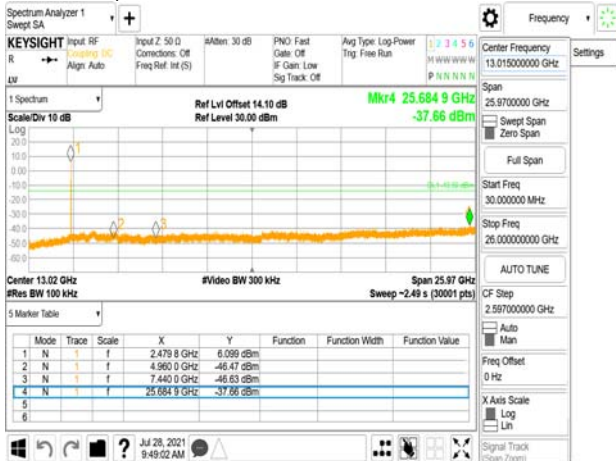 Spectrum Analyzer 1
Swept SA
+
Frequency
KEYSIGHT
R
LXI
Input: RF
Coupling: DC
Align: Auto
Input Z: 50 Ω
Corrections: Off
Freq Ref: Int (S)
#Atten: 30 dB
PNO: Fast
Gate: Off
IF Gain: Low
Sig Track: Off
Avg Type: Log-Power
Trig: Free Run
1 2 3 4 5 6
M W W W W W
P N N N N N
Center Frequency
13.015000000 GHz
Settings
1 Spectrum
Scale/Div 10 dB
Ref Lvl Offset 14.10 dB
Ref Level 30.00 dBm
Mkr4 25.684 9 GHz
-37.66 dBm
Log
20.0
10.0
0.00
-10.0
-20.0
-30.0
-40.0
-50.0
-60.0
1
2
3
Center 13.02 GHz
#Res BW 100 kHz
#Video BW 300 kHz
Span 25.97 GHz
Sweep ~2.49 s (30001 pts)
Span
25.9700000 GHz
Swept Span
Zero Span
Full Span
Start Freq
30.000000 MHz
Stop Freq
26.000000000 GHz
AUTO TUNE
CF Step
2.597000000 GHz
Auto
Man
Freq Offset
0 Hz
X Axis Scale
Log
Lin
Signal Track
(Span Zoom)
5 Marker Table
Mode Trace Scale X Y Function Function Width Function Value
1 N 1 f 2.479 8 GHz 6.099 dBm
2 N 1 f 4.960 0 GHz -46.47 dBm
3 N 1 f 7.440 0 GHz -46.63 dBm
4 N 1 f 25.684 9 GHz -37.66 dBm
5
6
?
Jul 28, 2021
9:49:02 AM